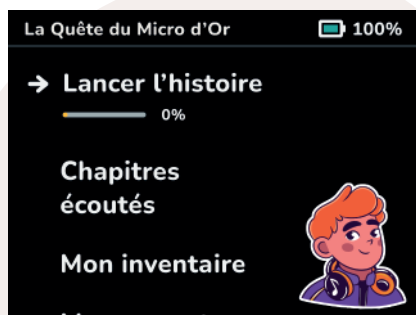 La Quête du Micro d’Or
100%
→ Lancer l’histoire
0%
Chapitres
écoutés
Mon inventaire